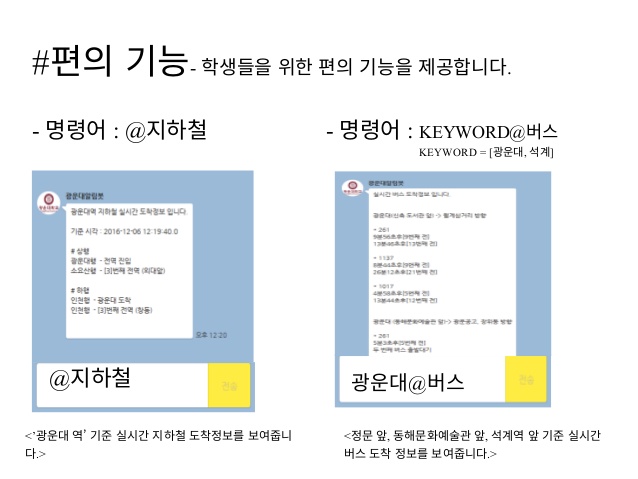 #편의 기능- 학생들을 위한 편의 기능을 제공합니다.
- 명령어 : @지하철
- 명령어 : KEYWORD@버스
KEYWORD = [광운대, 석계]
광운대알림봇
광운대역 지하철 실시간 도착정보 입니다.
기준 시각 : 2016-12-06 12:19:40.0
# 상행
광운대행 - 전역 진입
소요산행 - [3]번째 전역 (외대앞)
# 하행
인천행 - 광운대 도착
인천행 - [3]번째 전역 (창동)
오후 12:20
@지하철
전송
<‘광운대 역’ 기준 실시간 지하철 도착정보를 보여줍니
다.>
광운대알림봇
실시간 버스 도착정보 입니다.
광운대(신축 도서관 앞) -> 월계삼거리 방향
* 261
9분56초후[9번째 전]
13분46초후[13번째 전]
* 1137
8분44초후[9번째 전]
26분12초후[21번째 전]
* 1017
4분58초후[5번째 전]
13분44초후[12번째 전]
광운대 (동해문화예술관 앞)-> 광운공고, 장위동 방향
* 261
5분3초후[5번째 전]
두 번째 버스 출발대기
광운대@버스
전송
<정문 앞, 동해문화예술관 앞, 석계역 앞 기준 실시간
버스 도착 정보를 보여줍니다.>